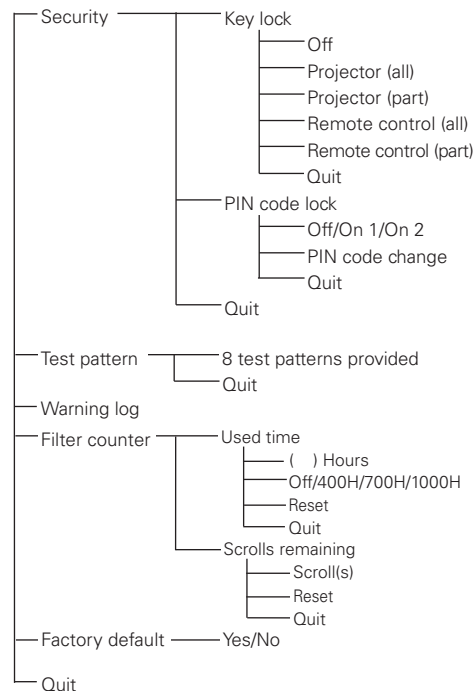 Security
Key lock
Off
Projector (all)
Projector (part)
Remote control (all)
Remote control (part)
Quit
PIN code lock
Off/On 1/On 2
PIN code change
Quit
Quit
Test pattern
8 test patterns provided
Quit
Warning log
Filter counter
Used time
( ) Hours
Off/400H/700H/1000H
Reset
Quit
Scrolls remaining
Scroll(s)
Reset
Quit
Factory default
Yes/No
Quit